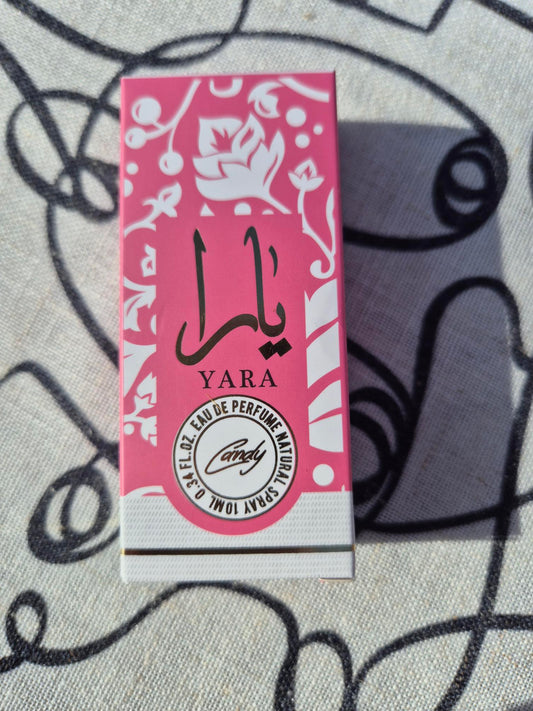 يارا
YARA
EAU DE PERFUME NATURAL SPRAY 10ML 0.34 FL.OZ.
Candy